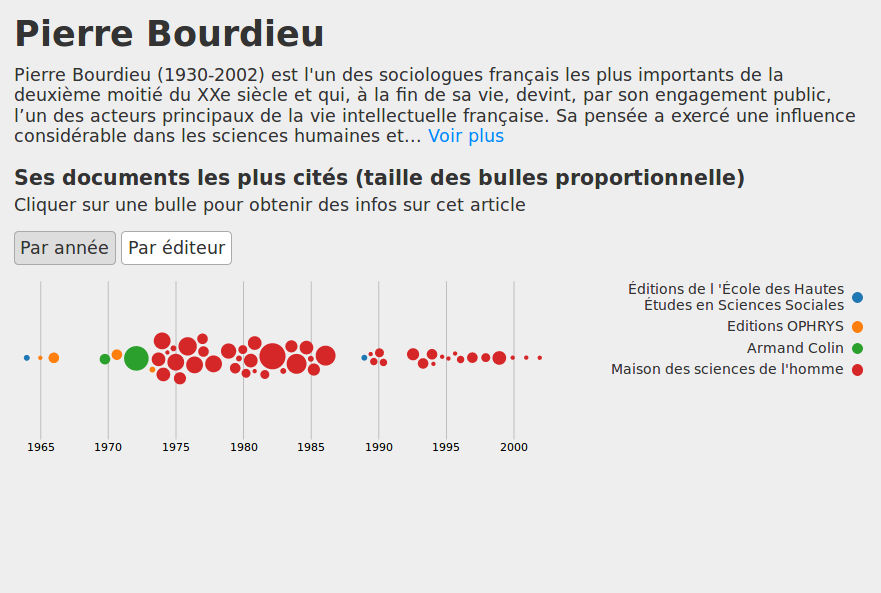 Pierre Bourdieu
Pierre Bourdieu (1930-2002) est l'un des sociologues français les plus importants de la
deuxième moitié du XXe siècle et qui, à la fin de sa vie, devint, par son engagement public,
l’un des acteurs principaux de la vie intellectuelle française. Sa pensée a exercé une influence
considérable dans les sciences humaines et… Voir plus
Ses documents les plus cités (taille des bulles proportionnelle)
Cliquer sur une bulle pour obtenir des infos sur cet article
Par année Par éditeur
Éditions de l 'École des Hautes
Études en Sciences Sociales
Editions OPHRYS
Armand Colin
Maison des sciences de l'homme
1965 1970 1975 1980 1985 1990 1995 2000